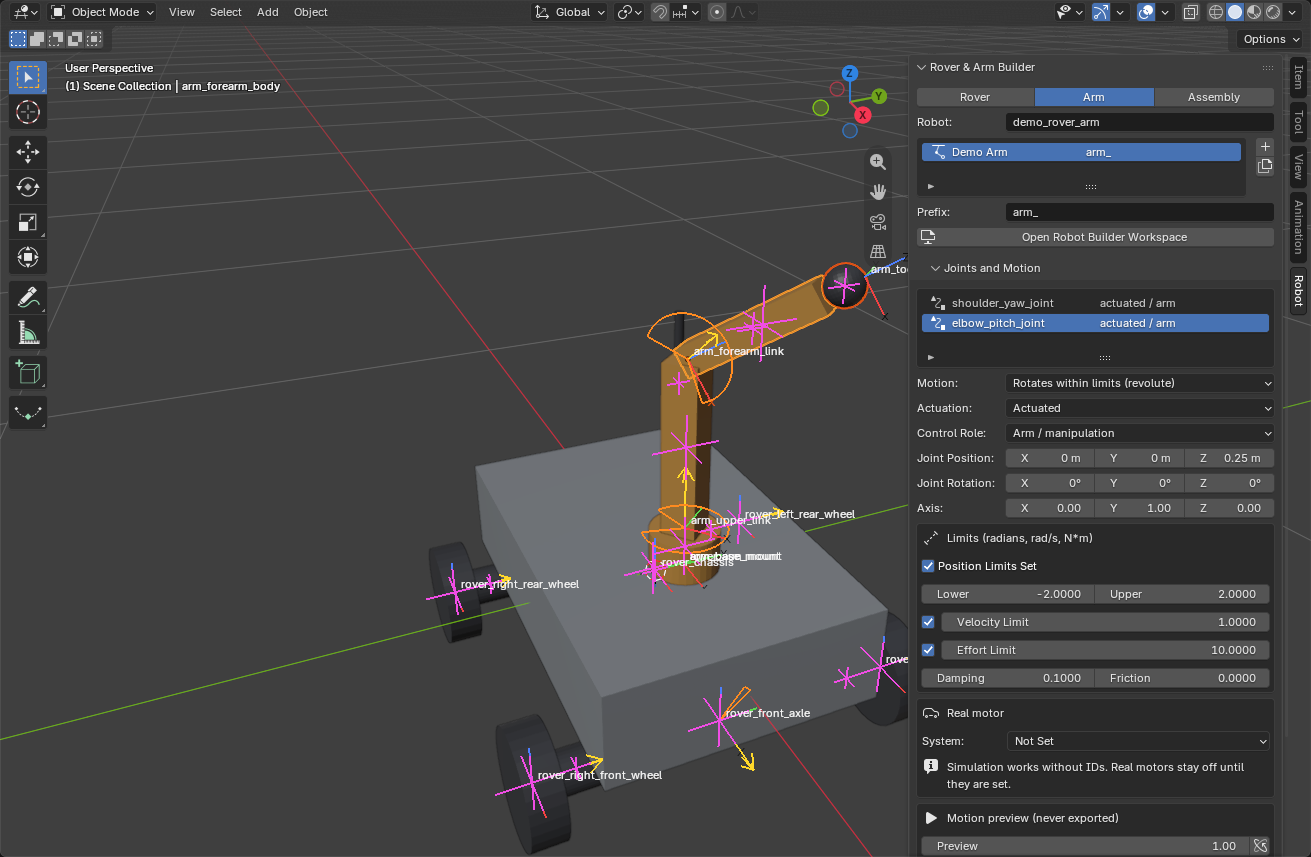 Object Mode View Select Add Object Global
Options
User Perspective
(1) Scene Collection | arm_forearm_body
Z
Y
X
arm_forearm_link
rover_left_rear_wheel
arm_upper_link
rover_chassis
rover_right_rear_wheel
rover_front_axle
rover_right_front_wheel
Rover & Arm Builder
Rover Arm Assembly
Robot: demo_rover_arm
Demo Arm arm_
Prefix: arm_
Open Robot Builder Workspace
Joints and Motion
shoulder_yaw_joint actuated / arm
elbow_pitch_joint actuated / arm
Motion: Rotates within limits (revolute)
Actuation: Actuated
Control Role: Arm / manipulation
Joint Position: X 0 m Y 0 m Z 0.25 m
Joint Rotation: X 0° Y 0° Z 0°
Axis: X 0.00 Y 1.00 Z 0.00
Limits (radians, rad/s, N*m)
Position Limits Set
Lower -2.0000 Upper 2.0000
Velocity Limit 1.0000
Effort Limit 10.0000
Damping 0.1000 Friction 0.0000
Real motor
System: Not Set
Simulation works without IDs. Real motors stay off until
they are set.
Motion preview (never exported)
Preview 1.00
Item
Tool
View
Animation
Robot